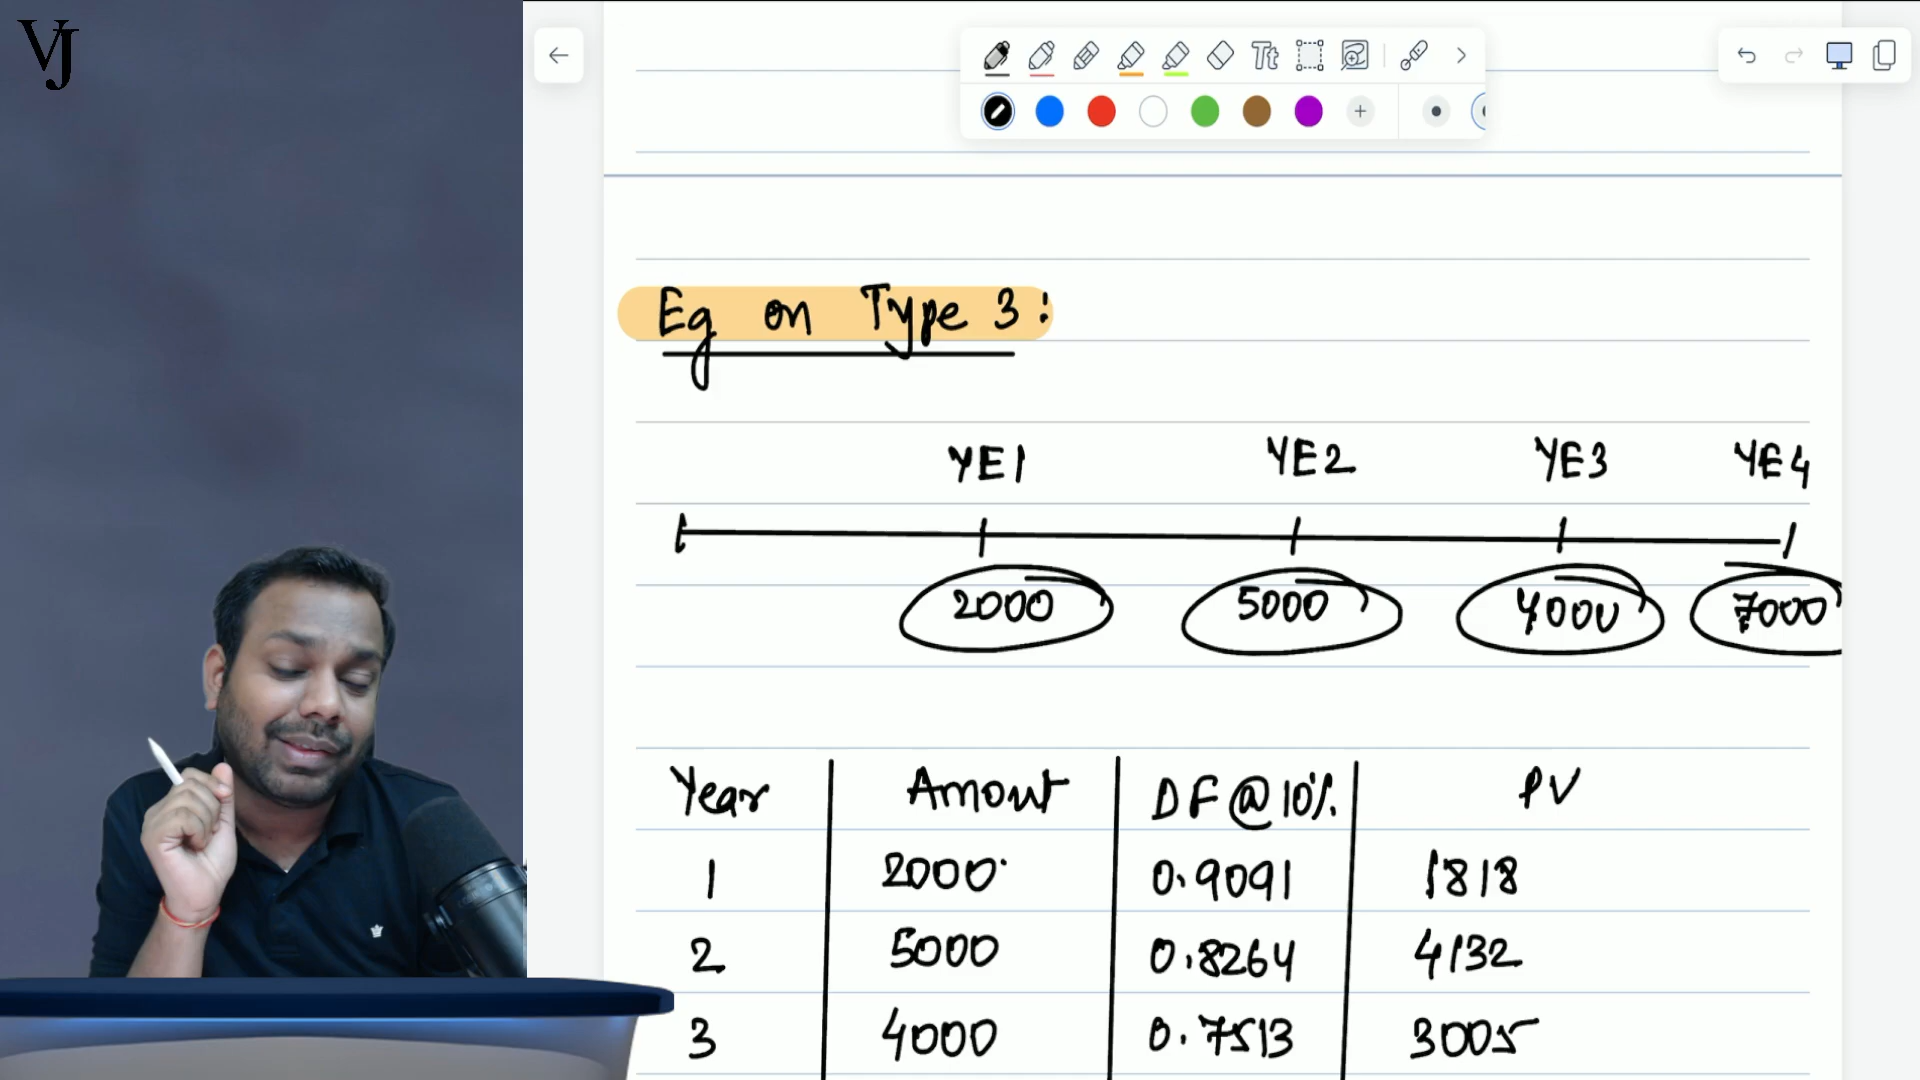 VJ
Tt
Eg on Type 3:
YE1 YE2 YE3 YE4
2000 5000 4000 7000
Year Amount DF@10% PV
1 2000 0.9091 1818
2 5000 0.8264 4132
3 4000 0.7513 3005